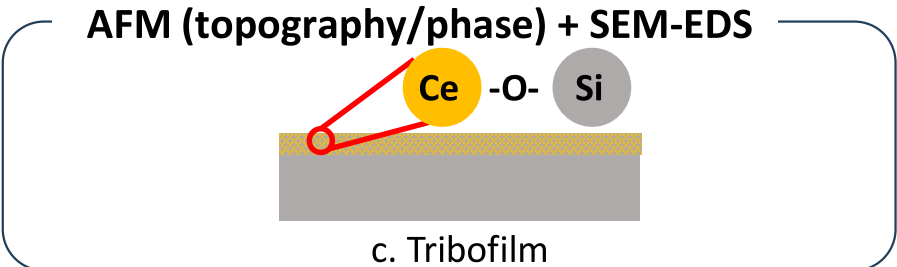 AFM (topography/phase) + SEM-EDS
Ce -O- Si
c. Tribofilm